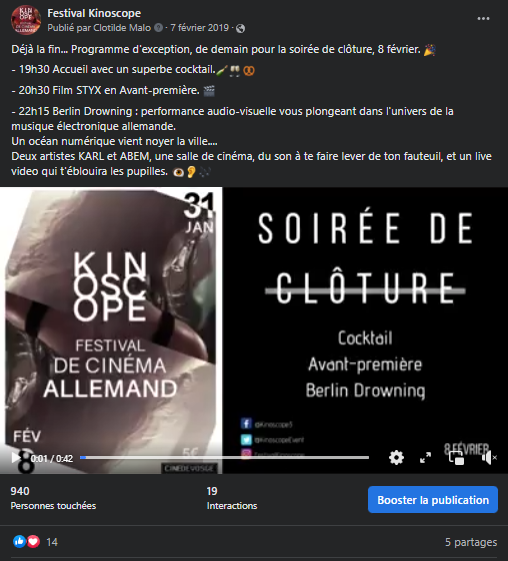 Festival Kinoscope
Publié par Clotilde Malo · 7 février 2019 ·
Déjà la fin... Programme d'exception, de demain pour la soirée de clôture, 8 février. 🎉
- 19h30 Accueil avec un superbe cocktail.🍾🥂🥨
- 20h30 Film STYX en Avant-première. 🎬
- 22h15 Berlin Drowning : performance audio-visuelle vous plongeant dans l'univers de la
musique électronique allemande.
Un océan numérique vient noyer la ville....
Deux artistes KARL et ABEM, une salle de cinéma, du son à te faire lever de ton fauteuil, et un live
video qui t'éblouira les pupilles. 👁👂
31
JAN
KIN
OSC
OPE
FESTIVAL
DE CINÉMA
ALLEMAND
FÉV
8
5€
CINÉ DE VOSGES
SOIRÉE DE
CLÔTURE
Cocktail
Avant-première
Berlin Drowning
@Kinoscope5
@KinoscopeEvent
8 FÉVRIER
0:01 / 0:42
940
Personnes touchées
19
Interactions
Booster la publication
14
5 partages